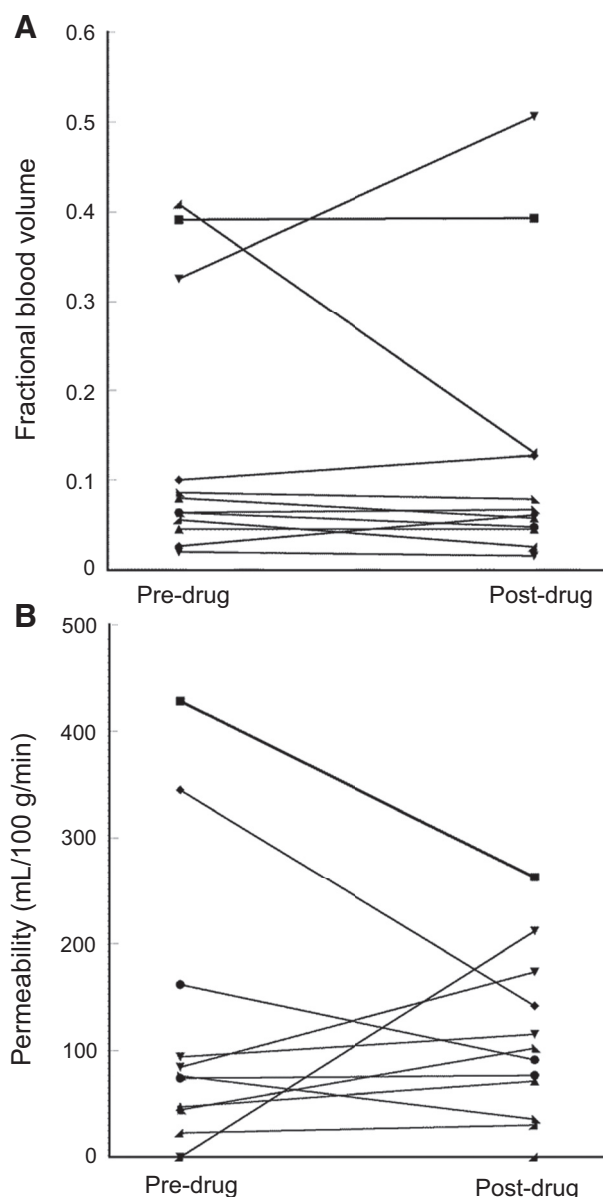 A
0.6
0.5
0.4
0.3
0.2
0.1
0
Fractional blood volume
Pre-drug
Post-drug
B
500
400
300
200
100
0
Permeability (mL/100 g/min)
Pre-drug
Post-drug